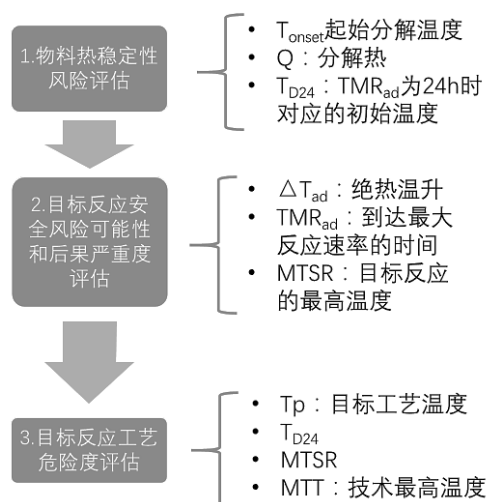 1.物料热稳定性
风险评估
• Tonset起始分解温度
• Q：分解热
• TD24：TMRad为24h时
对应的初始温度
2.目标反应安
全风险可能性
和后果严重度
评估
• △Tad：绝热温升
• TMRad：到达最大
反应速率的时间
• MTSR：目标反应
的最高温度
3.目标反应工艺
危险度评估
• Tp：目标工艺温度
• TD24
• MTSR
• MTT：技术最高温度